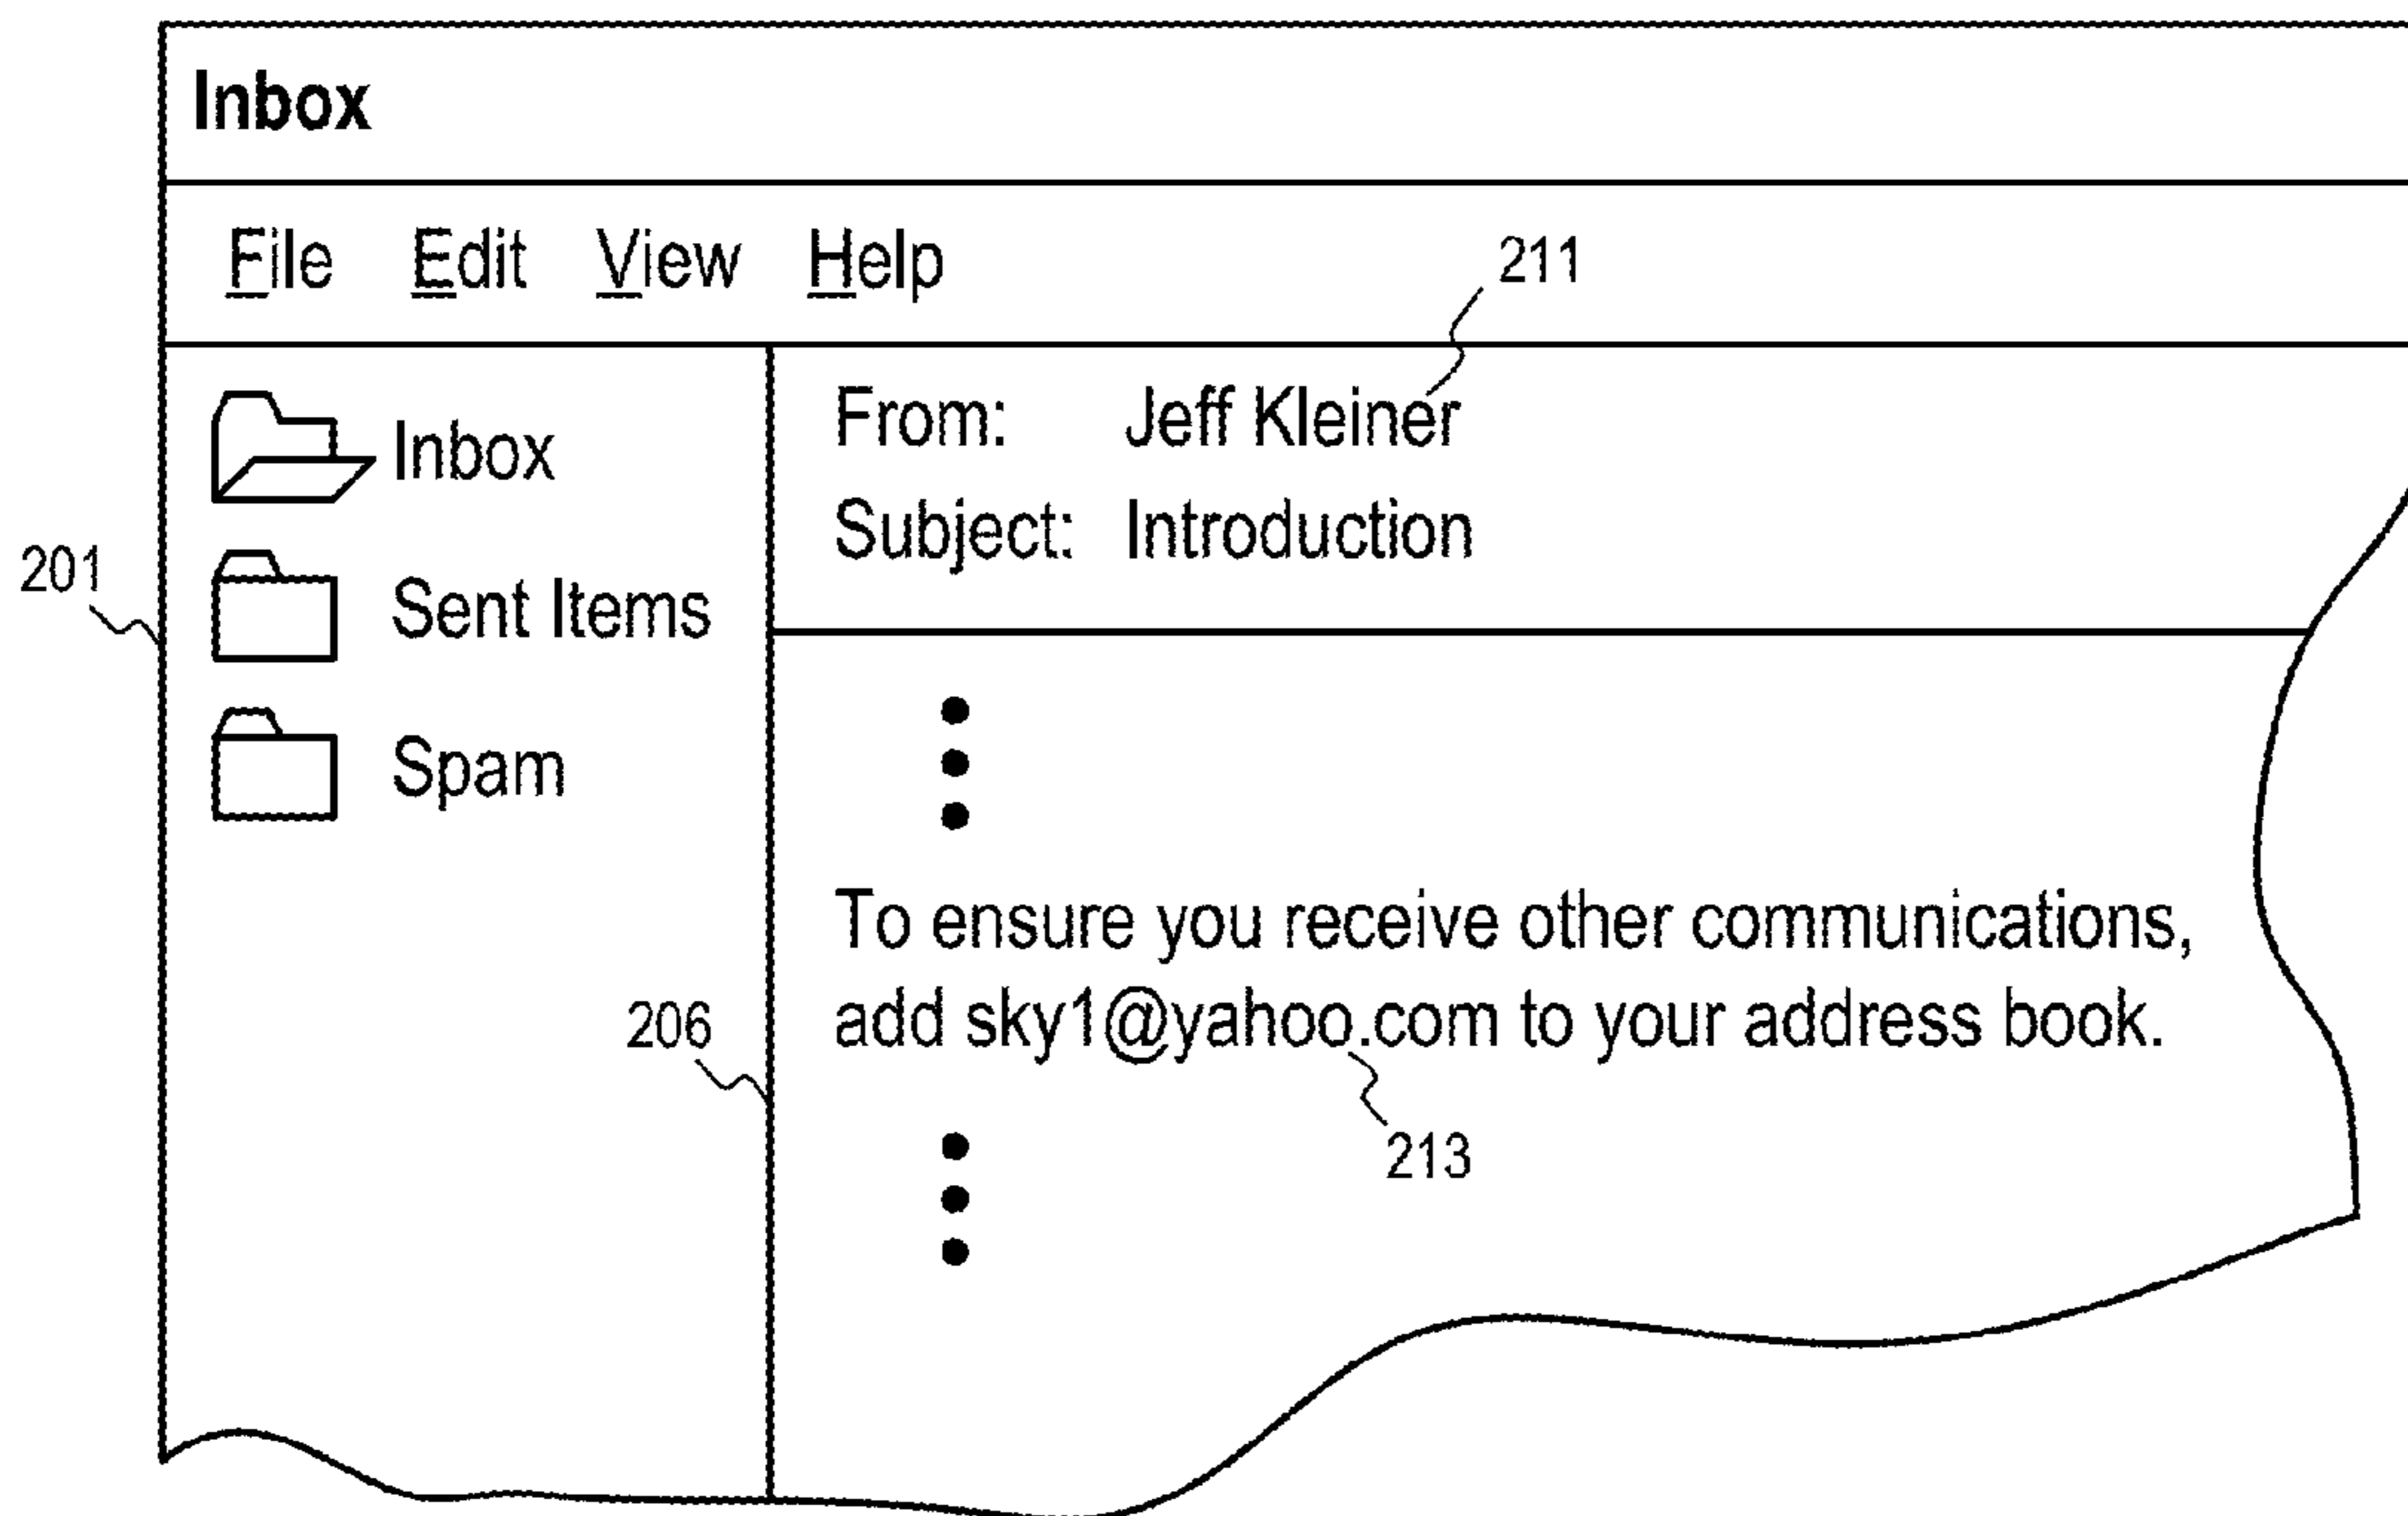 Inbox
File Edit View Help
211
Inbox
Sent Items
Spam
201
From: Jeff Kleiner
Subject: Introduction
To ensure you receive other communications,
add sky1@yahoo.com to your address book.
206
213